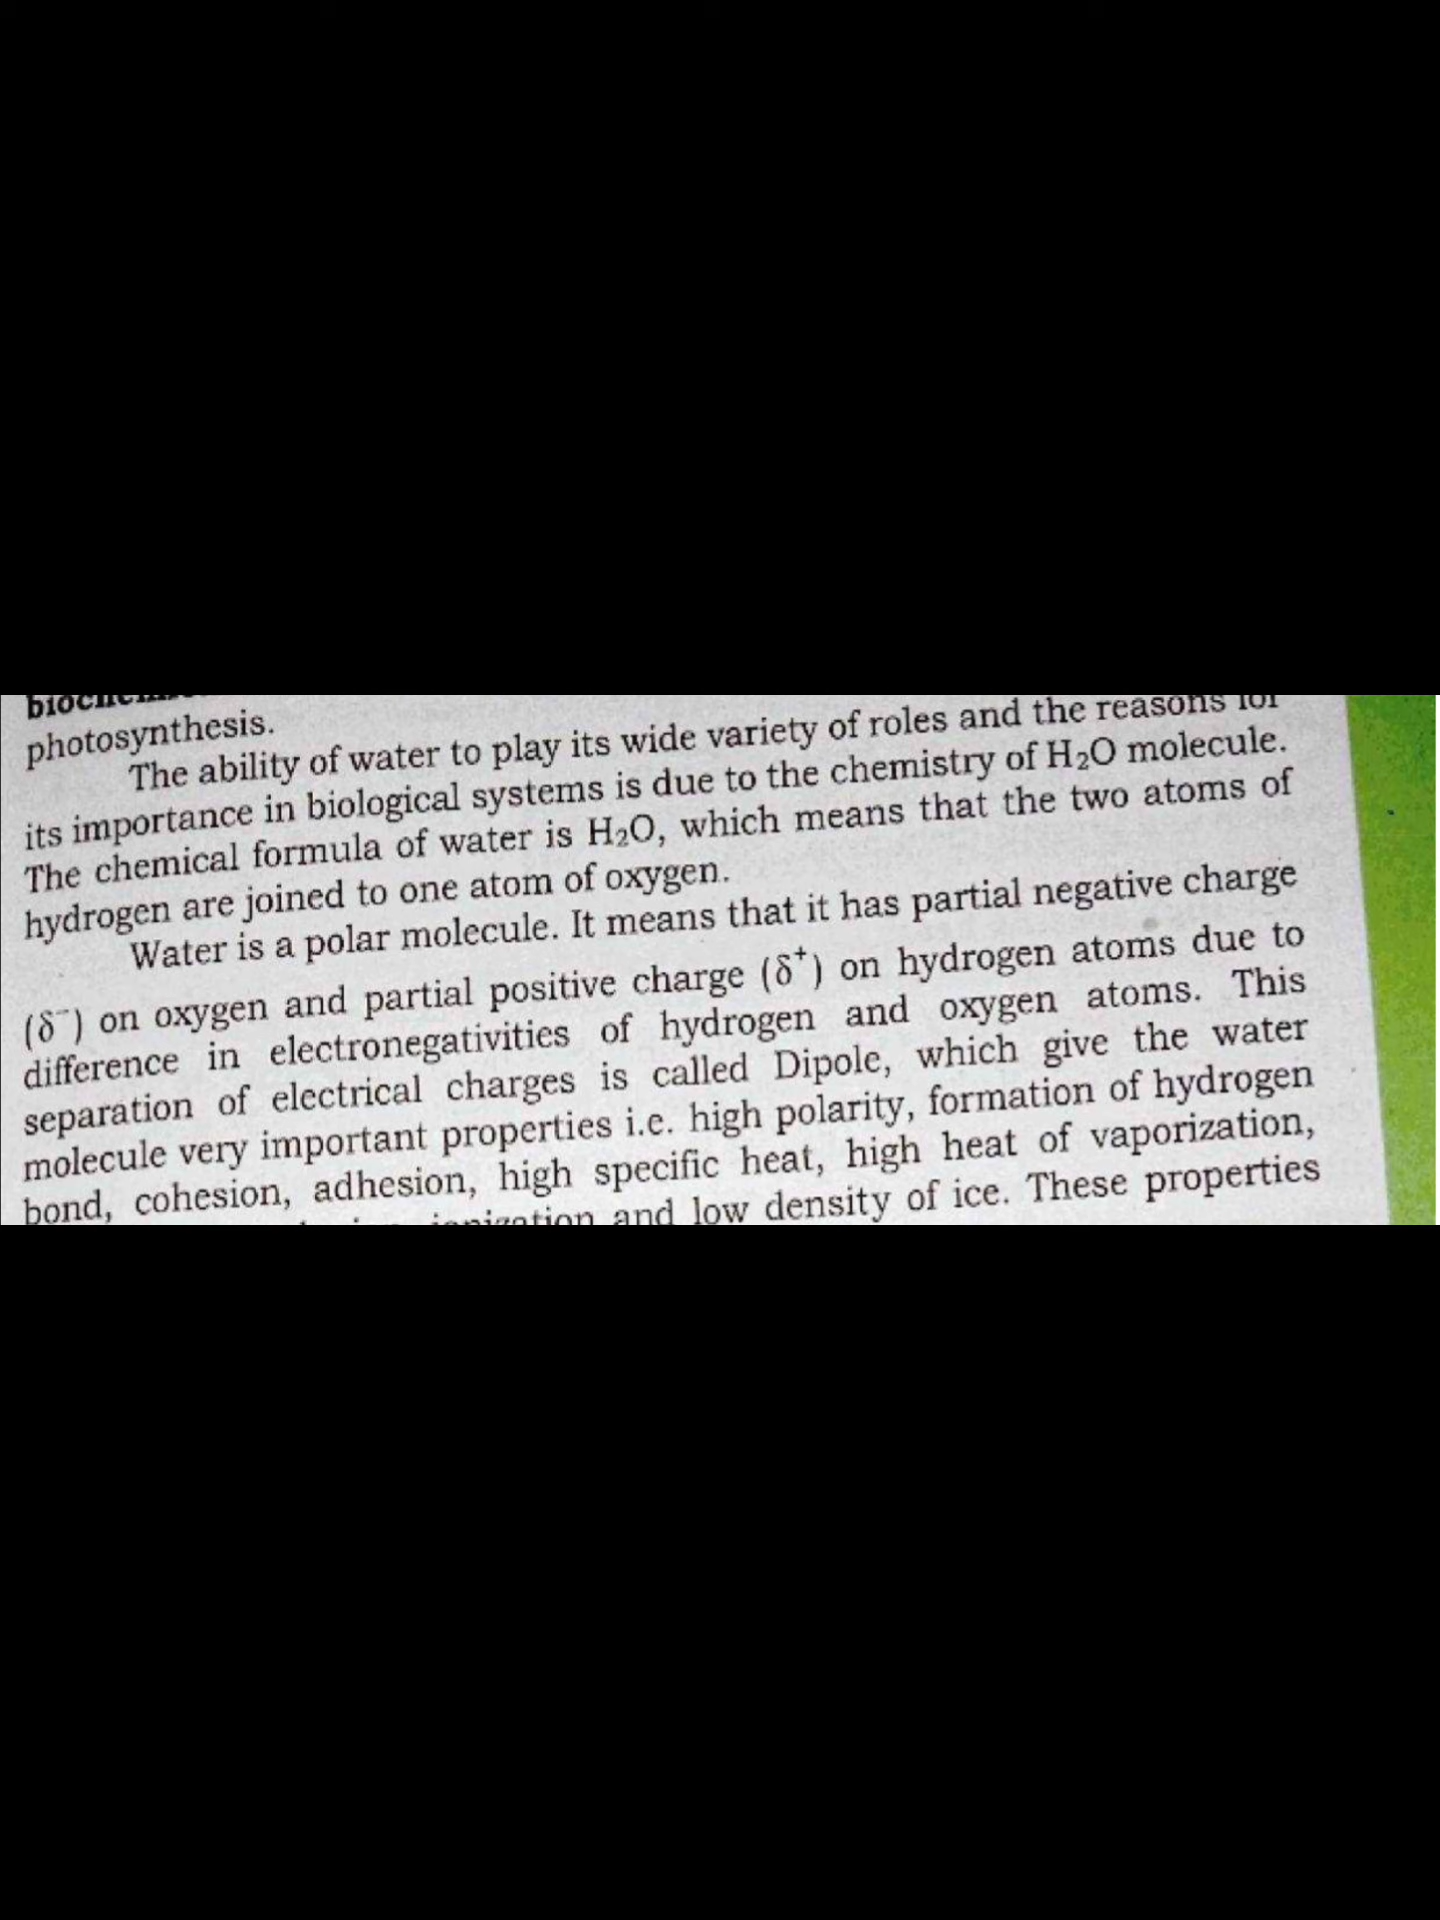 photosynthesis.
The ability of water to play its wide variety of roles and the reasons for
its importance in biological systems is due to the chemistry of H₂O molecule.
The chemical formula of water is H₂O, which means that the two atoms of
hydrogen are joined to one atom of oxygen.
Water is a polar molecule. It means that it has partial negative charge
(δ⁻) on oxygen and partial positive charge (δ⁺) on hydrogen atoms due to
difference in electronegativities of hydrogen and oxygen atoms. This
separation of electrical charges is called Dipole, which give the water
molecule very important properties i.e. high polarity, formation of hydrogen
bond, cohesion, adhesion, high specific heat, high heat of vaporization,
ionization and low density of ice. These properties